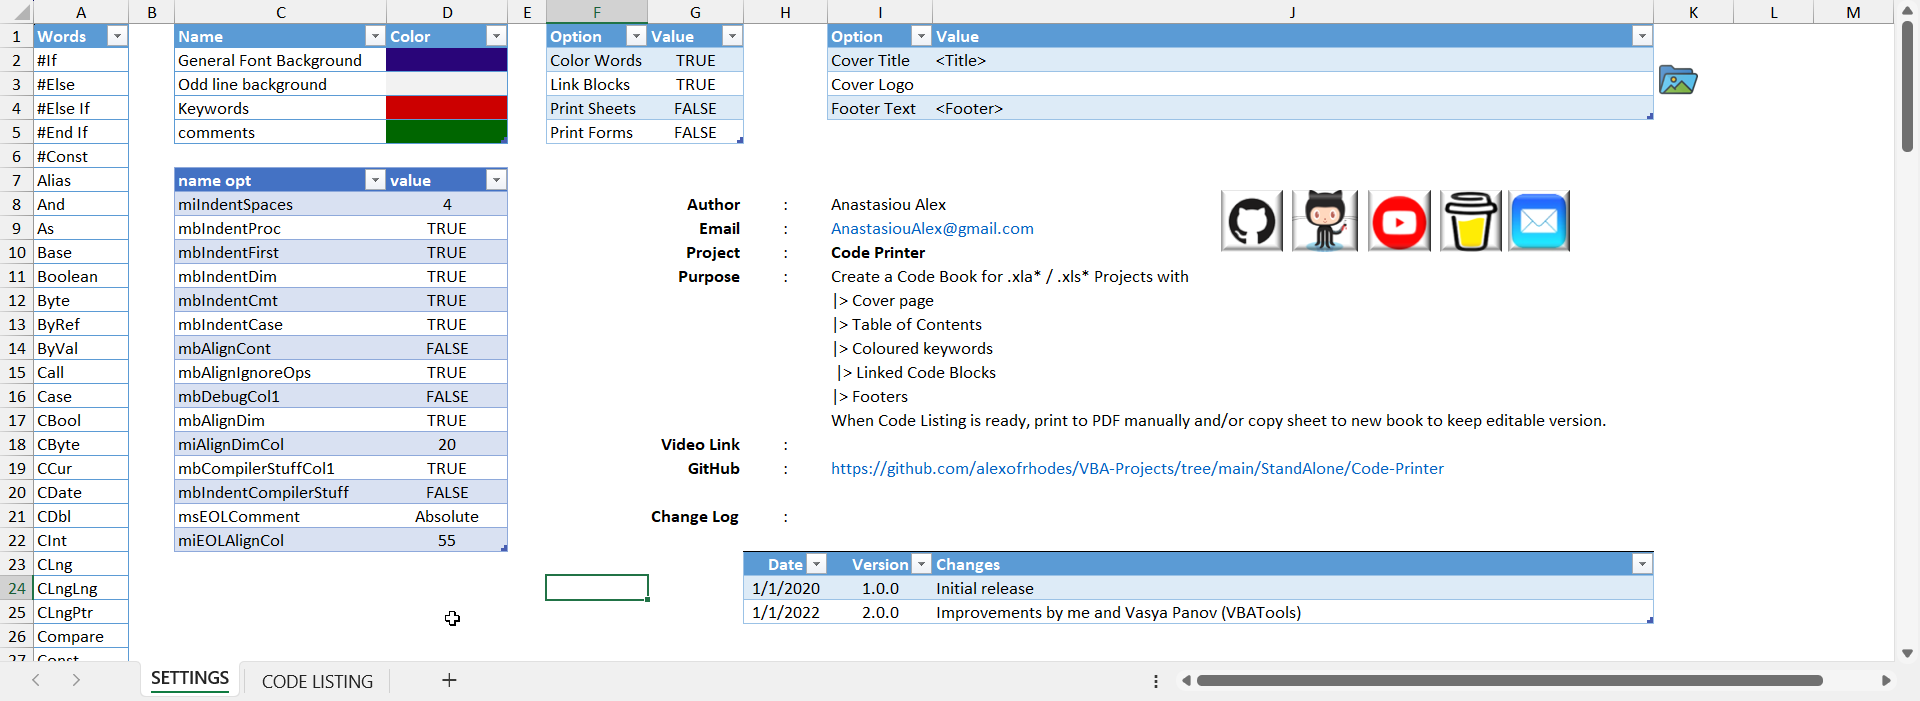 A B C D E F G H I J K L M
1 Words Name Color Option Value Option Value
2 #If General Font Background Color Words TRUE Cover Title <Title>
3 #Else Odd line background Link Blocks TRUE Cover Logo
4 #Else If Keywords Print Sheets FALSE Footer Text <Footer>
5 #End If comments Print Forms FALSE
6 #Const
7 Alias name opt value
8 And miIndentSpaces 4 Author : Anastasiou Alex
9 As mbIndentProc TRUE Email : AnastasiouAlex@gmail.com
10 Base mbIndentFirst TRUE Project : Code Printer
11 Boolean mbIndentDim TRUE Purpose : Create a Code Book for .xla* / .xls* Projects with
12 Byte mbIndentCmt TRUE |> Cover page
13 ByRef mbIndentCase TRUE |> Table of Contents
14 ByVal mbAlignCont FALSE |> Coloured keywords
15 Call mbAlignIgnoreOps TRUE |> Linked Code Blocks
16 Case mbDebugCol1 FALSE |> Footers
17 CBool mbAlignDim TRUE When Code Listing is ready, print to PDF manually and/or copy sheet to new book to keep editable version.
18 CByte miAlignDimCol 20 Video Link :
19 CCur mbCompilerStuffCol1 TRUE GitHub : https://github.com/alexofrhodes/VBA-Projects/tree/main/StandAlone/Code-Printer
20 CDate mbIndentCompilerStuff FALSE
21 CDbl msEOLComment Absolute Change Log :
22 CInt miEOLAlignCol 55
23 CLng Date Version Changes
24 CLngLng 1/1/2020 1.0.0 Initial release
25 CLngPtr 1/1/2022 2.0.0 Improvements by me and Vasya Panov (VBATools)
26 Compare
27 Const
SETTINGS CODE LISTING +